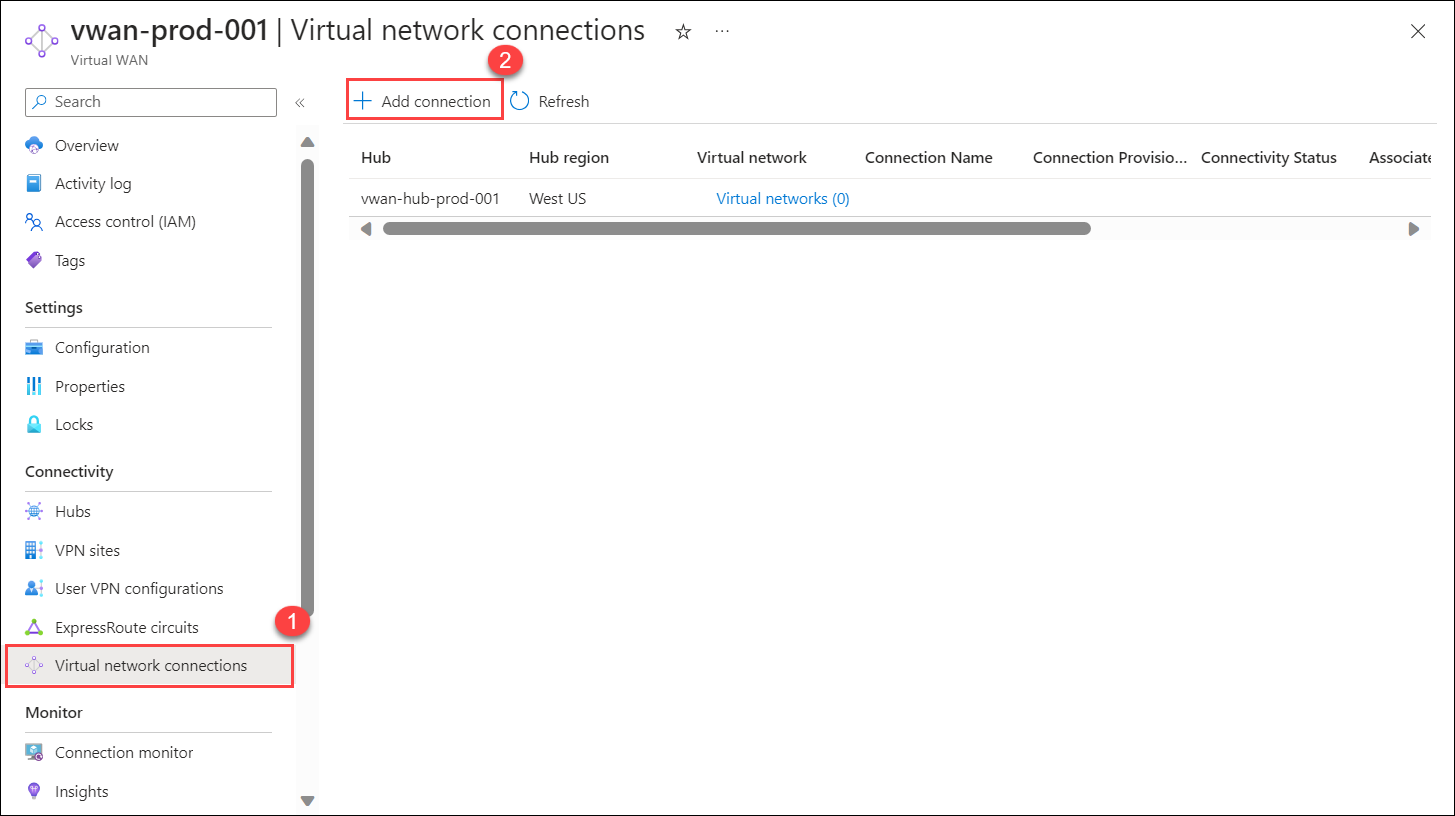 vwan-prod-001 | Virtual network connections
Virtual WAN
2
Search
Add connection
Refresh
Overview
Activity log
Access control (IAM)
Tags
Settings
Configuration
Properties
Locks
Connectivity
Hubs
VPN sites
User VPN configurations
ExpressRoute circuits
1
Virtual network connections
Monitor
Connection monitor
Insights
Hub Hub region Virtual network Connection Name Connection Provisio... Connectivity Status Associate
vwan-hub-prod-001 West US Virtual networks (0)